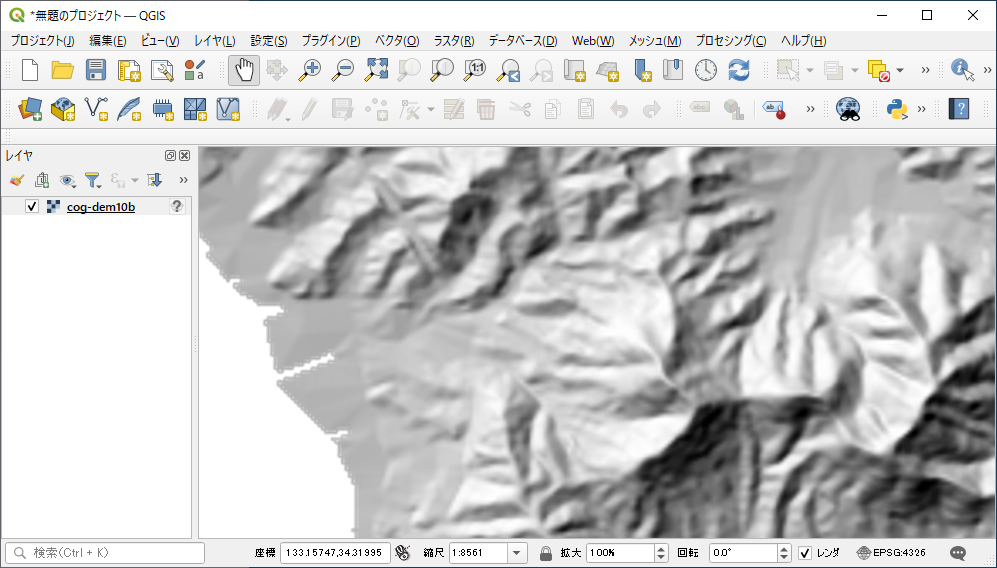 *無題のプロジェクト — QGIS
プロジェクト(J) 編集(E) ビュー(V) レイヤ(L) 設定(S) プラグイン(P) ベクタ(O) ラスタ(R) データベース(D) Web(W) メッシュ(M) プロセシング(C) ヘルプ(H)
レイヤ
cog-dem10b
検索(Ctrl + K) 座標 133.15747,34.31995 縮尺 1:8561 拡大 100% 回転 0.0° レンダ EPSG:4326